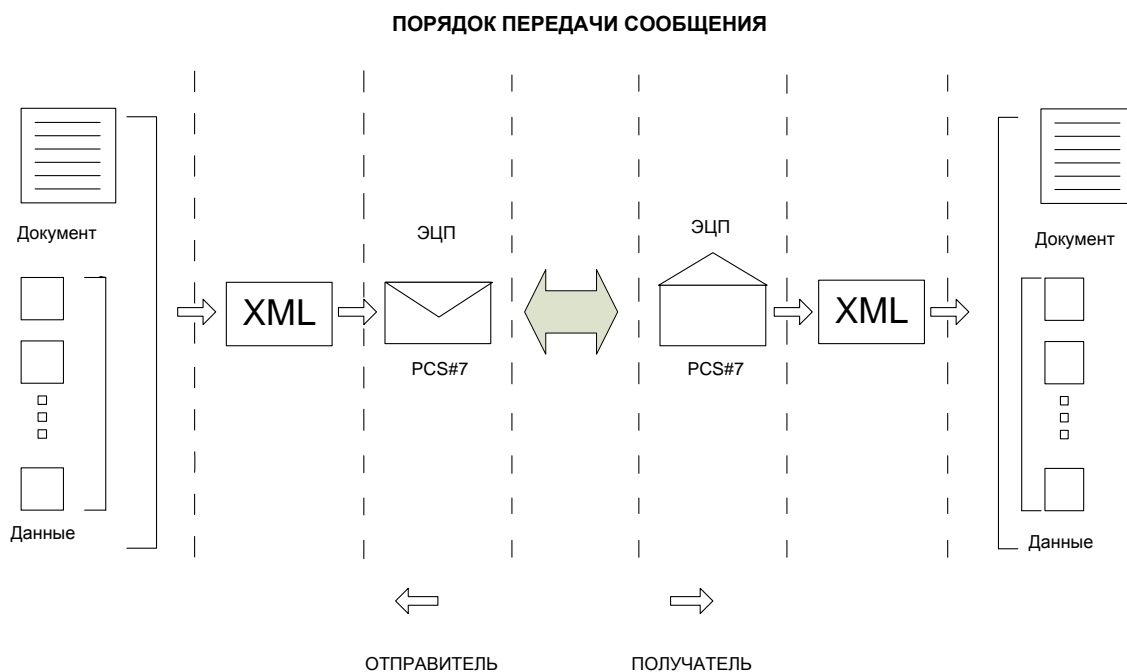 ПОРЯДОК ПЕРЕДАЧИ СООБЩЕНИЯ
Документ
Данные
XML
ЭЦП
PCS#7
ЭЦП
PCS#7
XML
Документ
Данные
ОТПРАВИТЕЛЬ
ПОЛУЧАТЕЛЬ